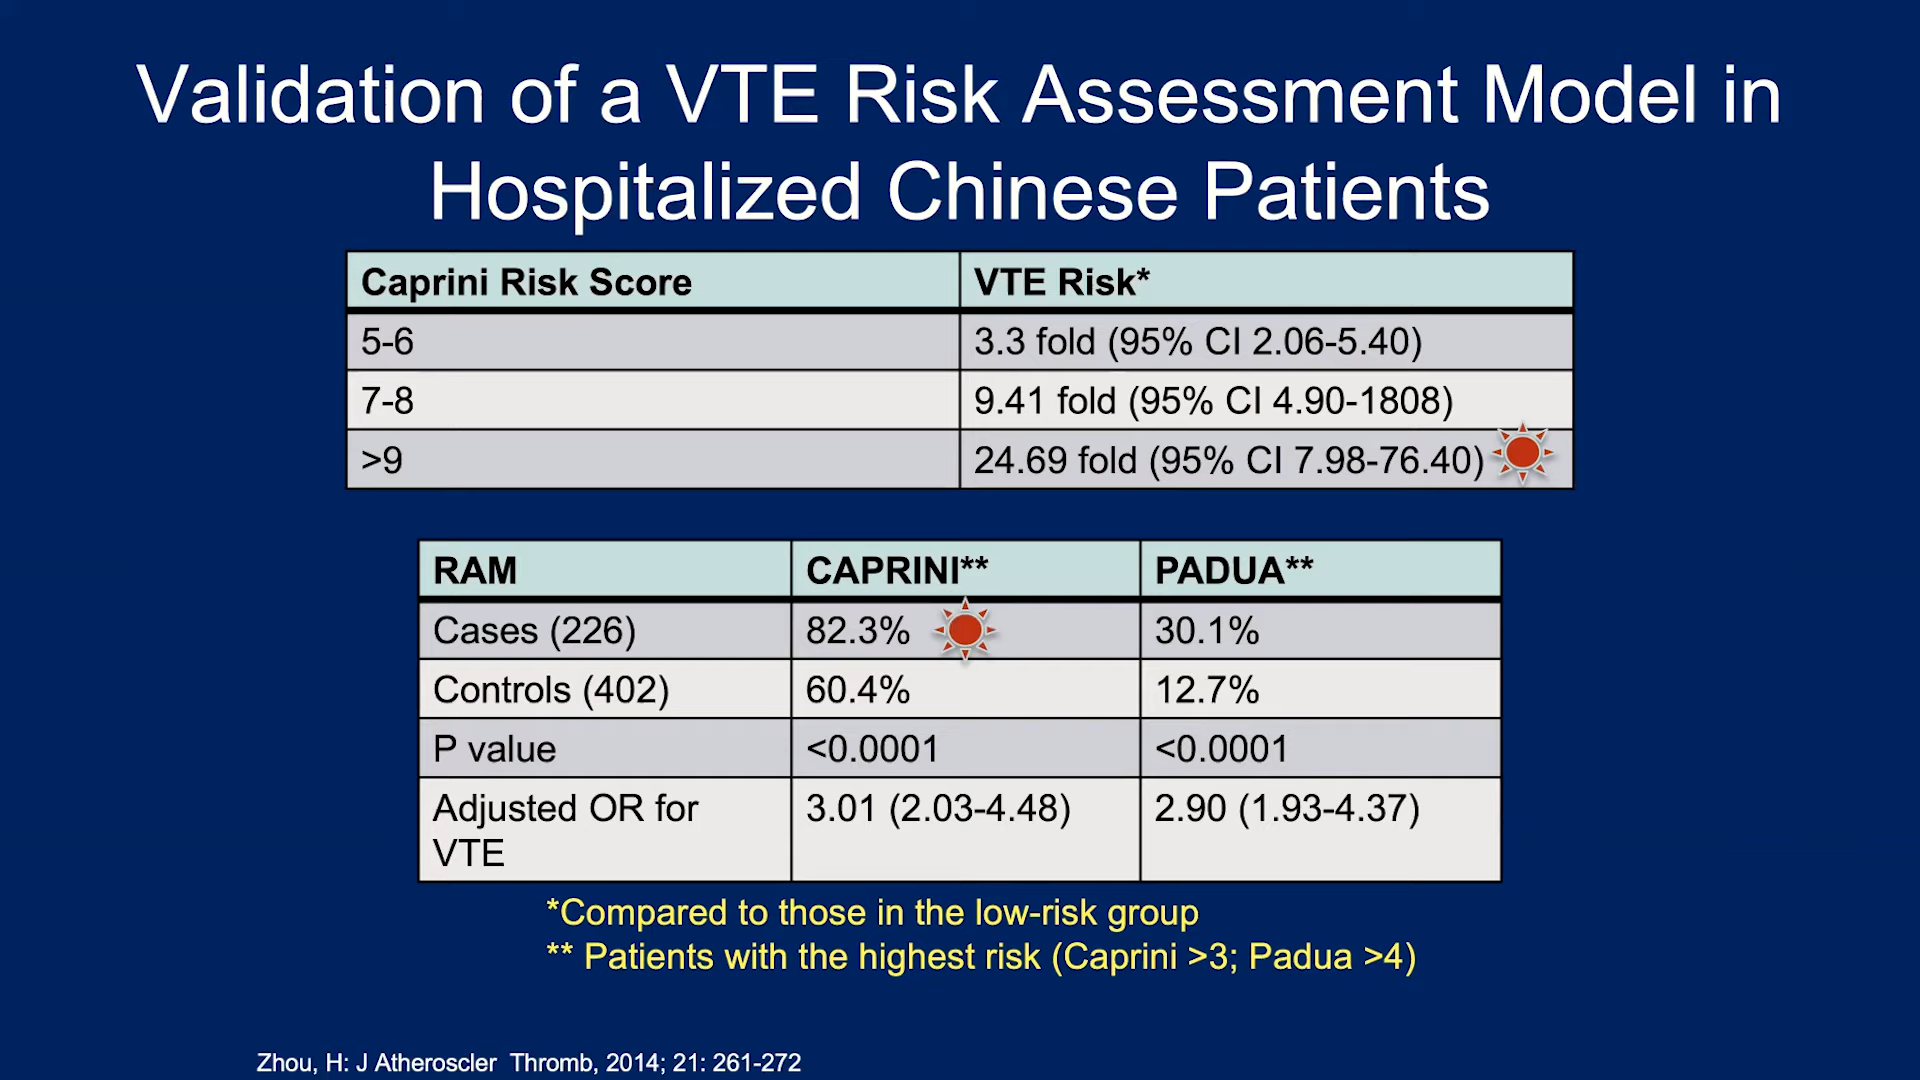 Validation of a VTE Risk Assessment Model in
Hospitalized Chinese Patients
Caprini Risk Score VTE Risk*
5-6 3.3 fold (95% CI 2.06-5.40)
7-8 9.41 fold (95% CI 4.90-1808)
>9 24.69 fold (95% CI 7.98-76.40)
RAM CAPRINI** PADUA**
Cases (226) 82.3% 30.1%
Controls (402) 60.4% 12.7%
P value <0.0001 <0.0001
Adjusted OR for 3.01 (2.03-4.48) 2.90 (1.93-4.37)
VTE
*Compared to those in the low-risk group
** Patients with the highest risk (Caprini >3; Padua >4)
Zhou, H: J Atheroscler Thromb, 2014; 21: 261-272